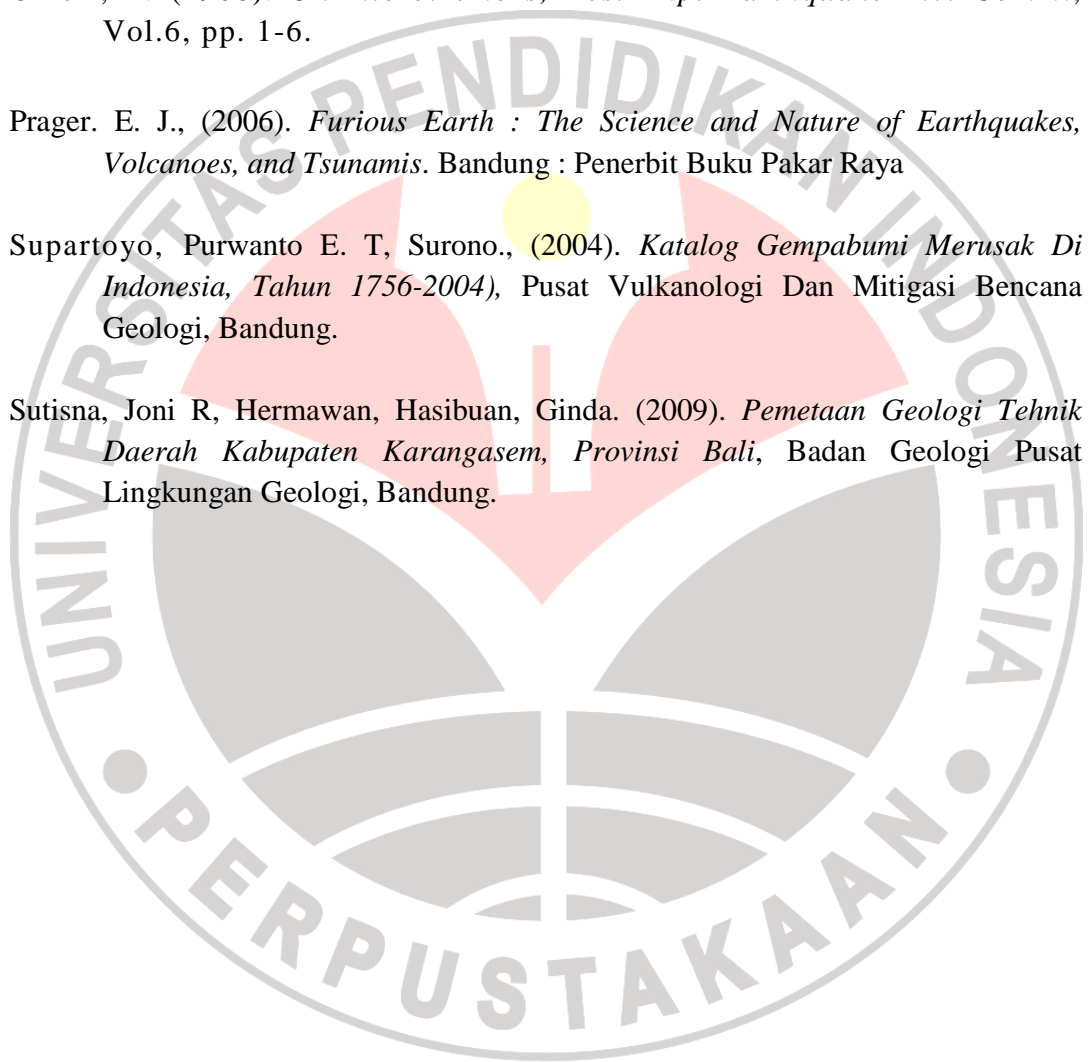 Vol.6, pp. 1-6.
Prager. E. J., (2006). Furious Earth : The Science and Nature of Earthquakes,
Volcanoes, and Tsunamis. Bandung : Penerbit Buku Pakar Raya
Supartoyo, Purwanto E. T, Surono., (2004). Katalog Gempabumi Merusak Di
Indonesia, Tahun 1756-2004), Pusat Vulkanologi Dan Mitigasi Bencana
Geologi, Bandung.
Sutisna, Joni R, Hermawan, Hasibuan, Ginda. (2009). Pemetaan Geologi Tehnik
Daerah Kabupaten Karangasem, Provinsi Bali, Badan Geologi Pusat
Lingkungan Geologi, Bandung.
UNIVERSITAS PENDIDIKAN INDONESIA
PERPUSTAKAAN